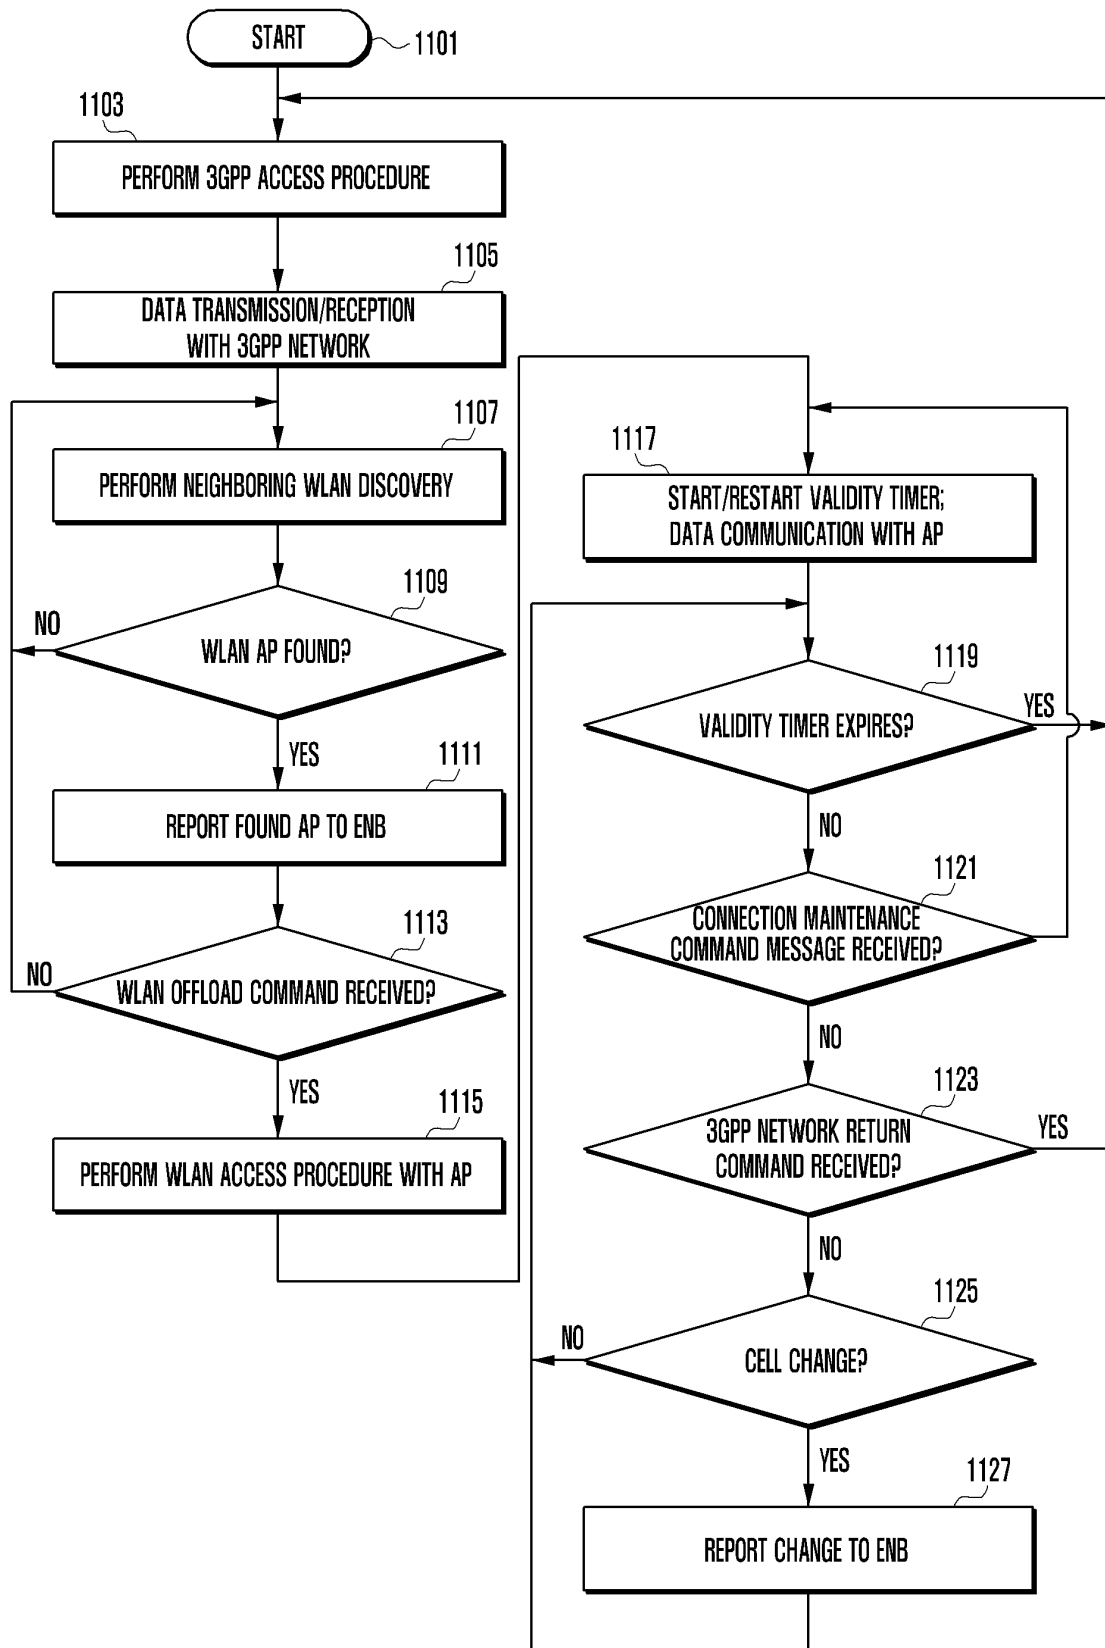 START
1101
1103
PERFORM 3GPP ACCESS PROCEDURE
1105
DATA TRANSMISSION/RECEPTION
WITH 3GPP NETWORK
1107
PERFORM NEIGHBORING WLAN DISCOVERY
1109
NO
WLAN AP FOUND?
YES
1111
REPORT FOUND AP TO ENB
1113
NO
WLAN OFFLOAD COMMAND RECEIVED?
YES
1115
PERFORM WLAN ACCESS PROCEDURE WITH AP
1117
START/RESTART VALIDITY TIMER;
DATA COMMUNICATION WITH AP
1119
YES
VALIDITY TIMER EXPIRES?
NO
1121
CONNECTION MAINTENANCE
COMMAND MESSAGE RECEIVED?
NO
1123
YES
3GPP NETWORK RETURN
COMMAND RECEIVED?
NO
1125
NO
CELL CHANGE?
YES
1127
REPORT CHANGE TO ENB